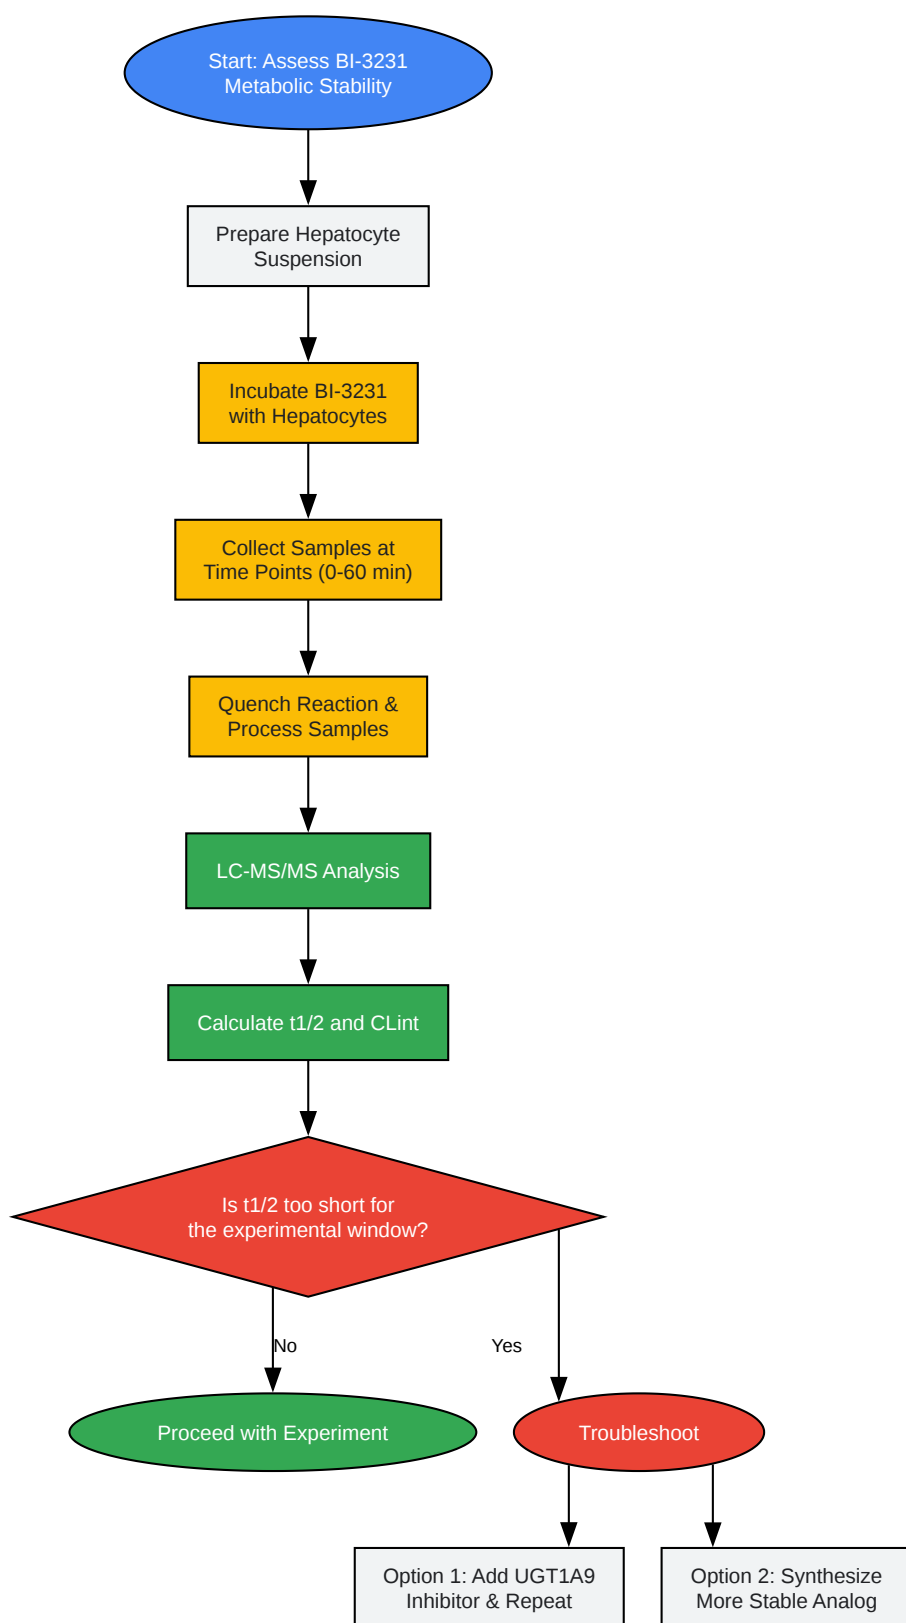 Start: Assess BI-3231
Metabolic Stability
Prepare Hepatocyte
Suspension
Incubate BI-3231
with Hepatocytes
Collect Samples at
Time Points (0-60 min)
Quench Reaction &
Process Samples
LC-MS/MS Analysis
Calculate t1/2 and CLint
Is t1/2 too short for
the experimental window?
No
Yes
Proceed with Experiment
Troubleshoot
Option 1: Add UGT1A9
Inhibitor & Repeat
Option 2: Synthesize
More Stable Analog